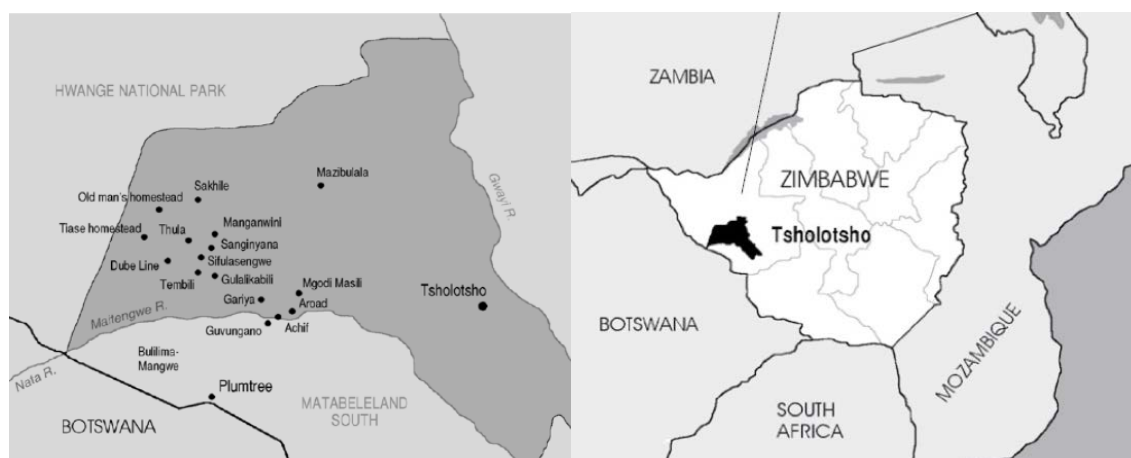 HWANGE NATIONAL PARK
Mazibulala
Sakhile
Old man's homestead
Gwayi R.
Manganwini
Tiase homestead
Thula
Sanginyana
Dube Line
Sifulasengwe
Tembili
Gulalikabili
Mgodi Masili
Gariya
Aroad
Tsholotsho
Maitengwe R.
Guvungano
Achif
Bulilima-
Mangwe
Nata R.
Plumtree
MATABELELAND
SOUTH
BOTSWANA
ZAMBIA
ZIMBABWE
Tsholotsho
BOTSWANA
MOZAMBIQUE
SOUTH
AFRICA